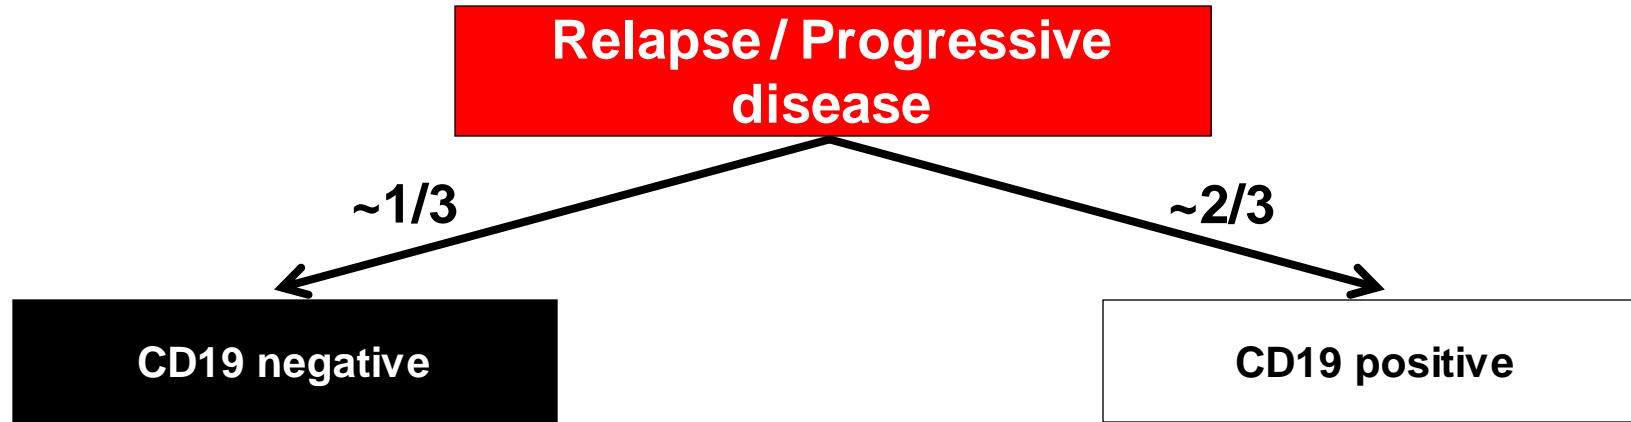 Relapse / Progressive
disease
~1/3
~2/3
CD19 negative
CD19 positive